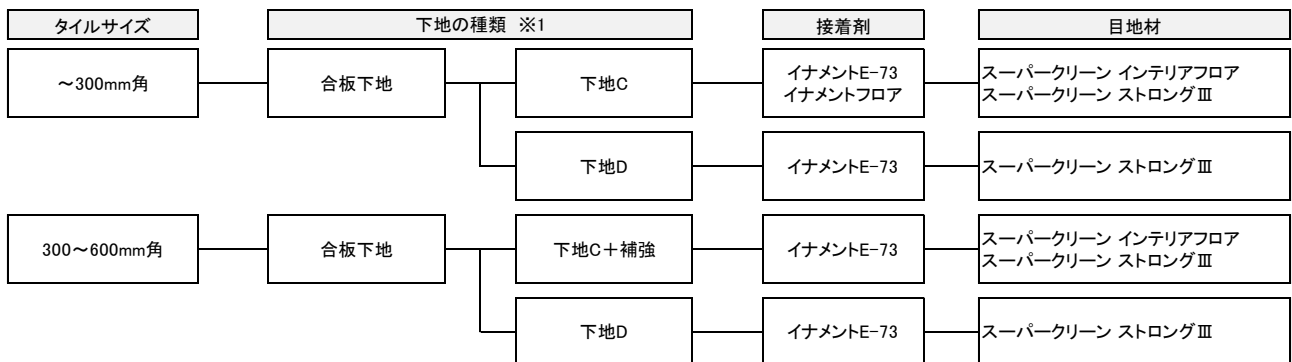 タイルサイズ
下地の種類 ※1
接着剤
目地材
～300mm角
合板下地
下地C
イナメントE-73
イナメントフロア
スーパークリーン インテリアフロア
スーパークリーン ストロングⅢ
下地D
イナメントE-73
スーパークリーン ストロングⅢ
300～600mm角
合板下地
下地C＋補強
イナメントE-73
スーパークリーン インテリアフロア
スーパークリーン ストロングⅢ
下地D
イナメントE-73
スーパークリーン ストロングⅢ